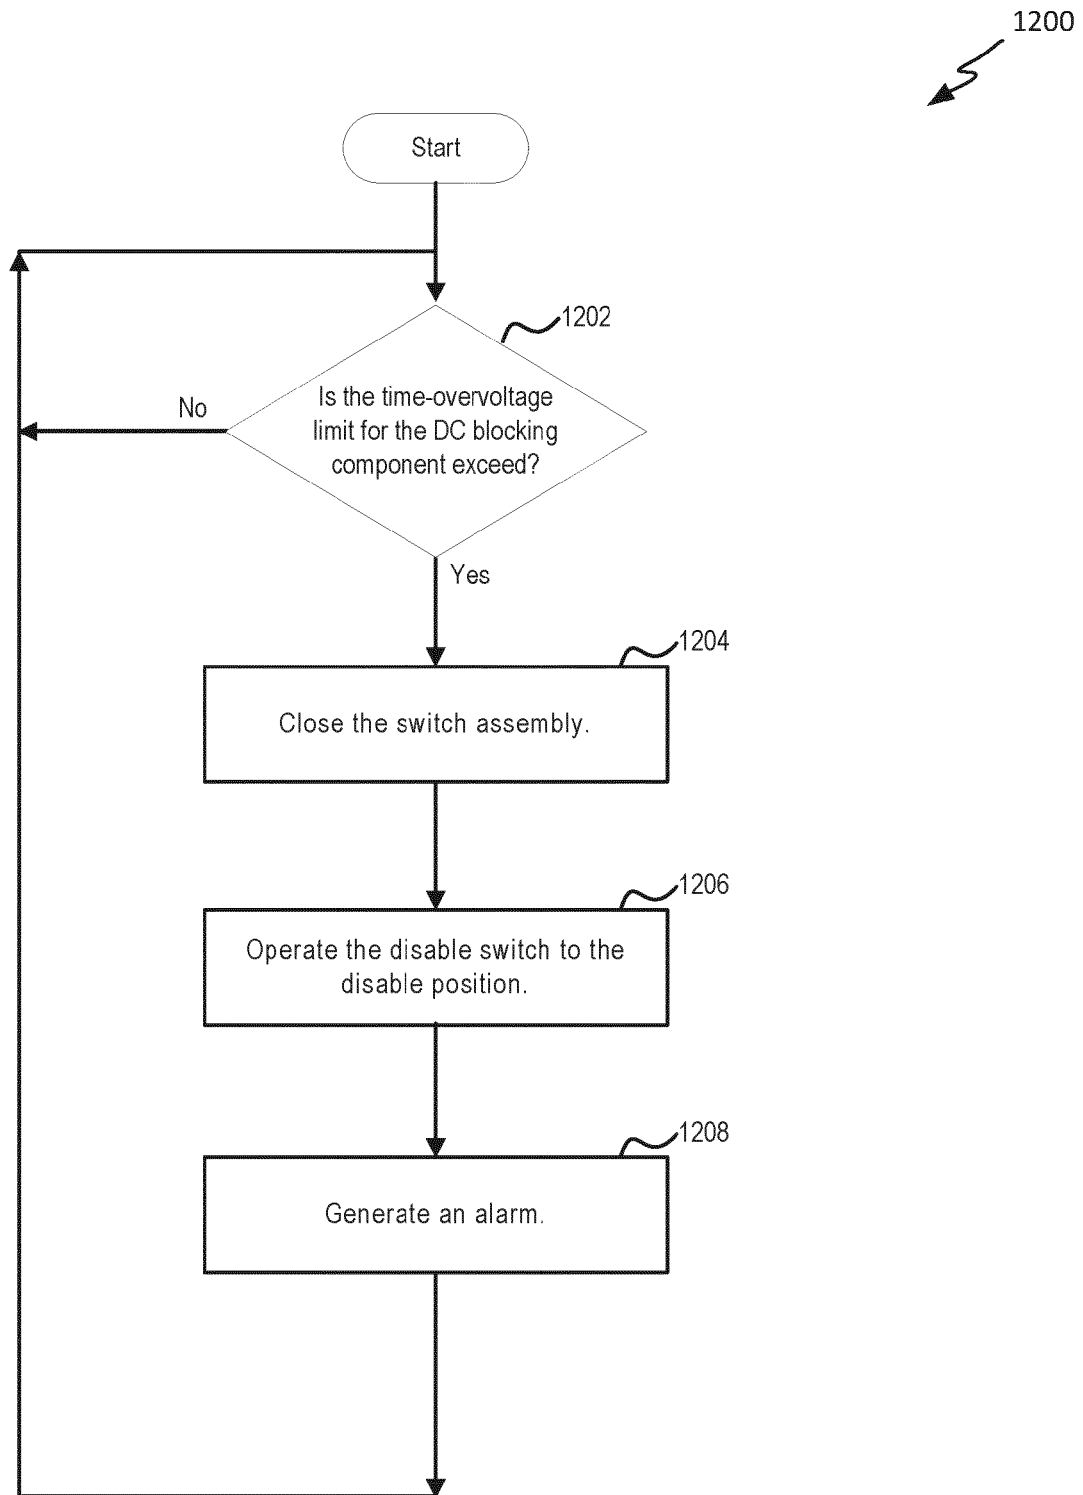 1200
Start
1202
Is the time-overvoltage
limit for the DC blocking
component exceed?
No
Yes
1204
Close the switch assembly.
1206
Operate the disable switch to the
disable position.
1208
Generate an alarm.